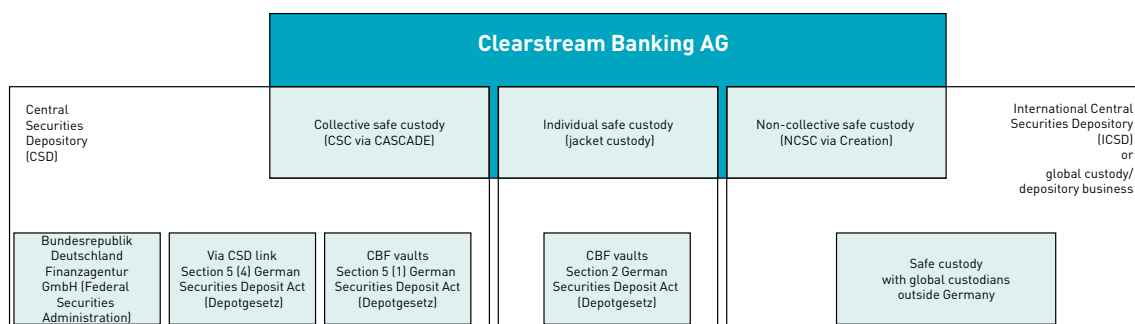 Clearstream Banking AG
Central
Securities
Depository
(CSD)
Collective safe custody
(CSC via CASCADE)
Individual safe custody
(jacket custody)
Non-collective safe custody
(NCSC via Creation)
International Central
Securities Depository
(ICSD)
or
global custody/
depository business
Bundesrepublik
Deutschland
Finanzagentur
GmbH (Federal
Securities
Administration)
Via CSD link
Section 5 (4) German
Securities Deposit Act
(Depotgesetz)
CBF vaults
Section 5 (1) German
Securities Deposit Act
(Depotgesetz)
CBF vaults
Section 2 German
Securities Deposit Act
(Depotgesetz)
Safe custody
with global custodians
outside Germany